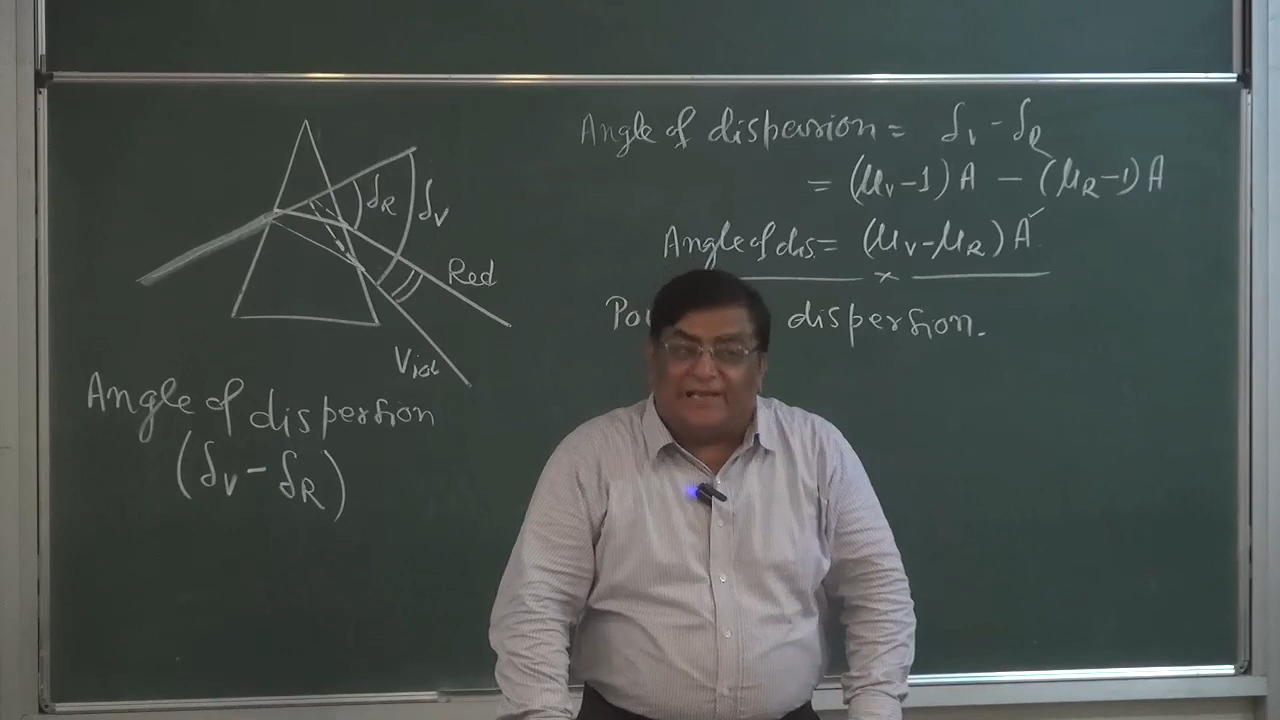 δR
δV
Red
Viol
Angle of dispersion
(δV - δR)
Angle of dispersion = δV - δR
= (μV-1)A - (μR-1)A
Angle of dis. = (μV-μR)A
×
dispersion.